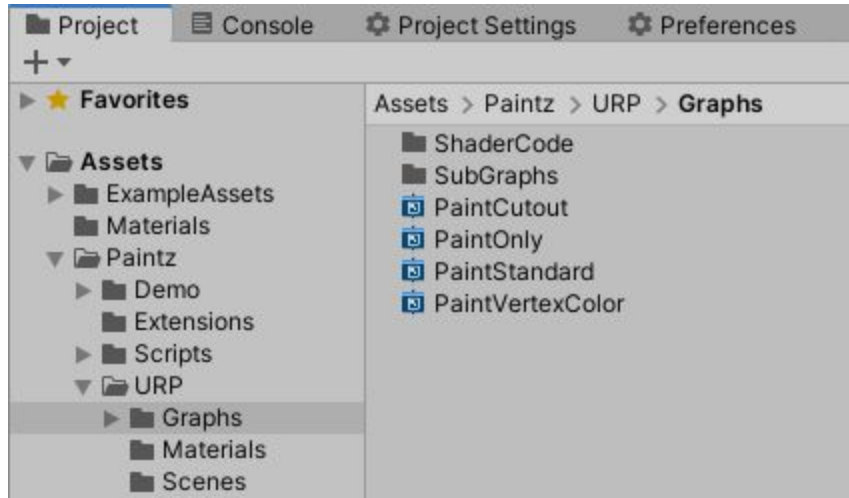 Project Console Project Settings Preferences
Favorites
Assets
ExampleAssets
Materials
Paintz
Demo
Extensions
Scripts
URP
Graphs
Materials
Scenes
Assets > Paintz > URP > Graphs
ShaderCode
SubGraphs
PaintCutout
PaintOnly
PaintStandard
PaintVertexColor